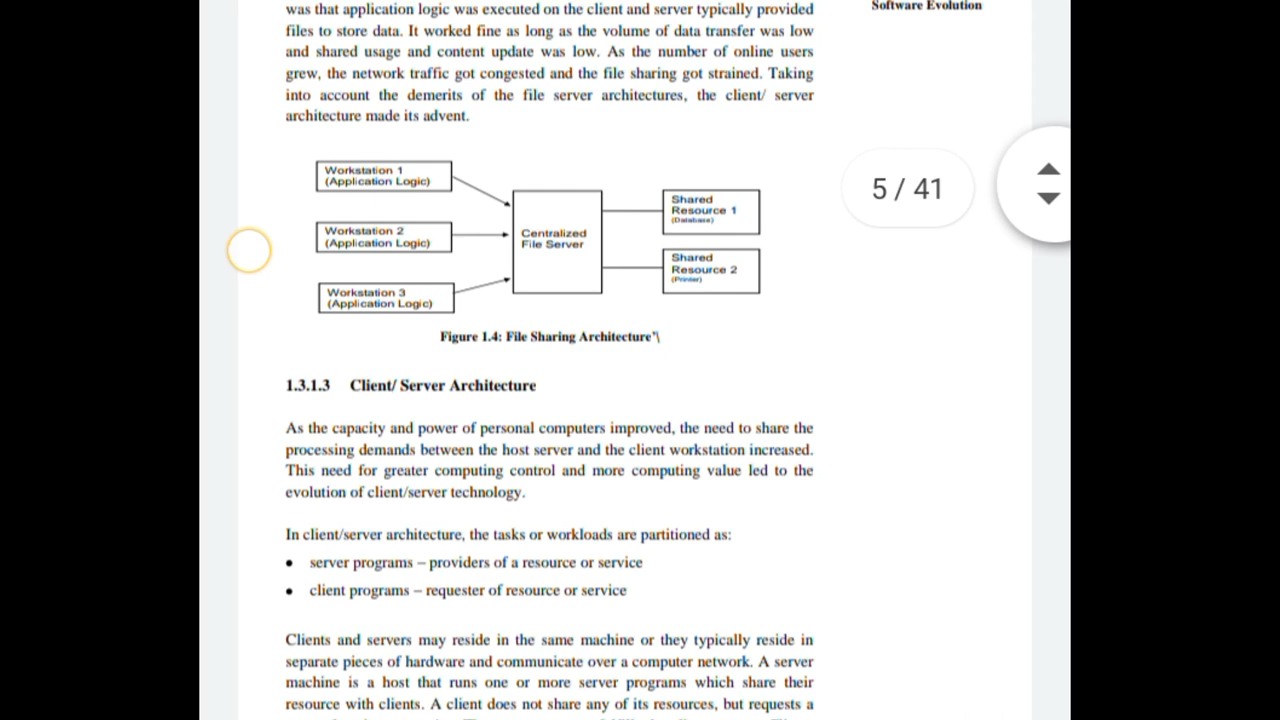 was that application logic was executed on the client and server typically provided
Software Evolution
files to store data. It worked fine as long as the volume of data transfer was low
and shared usage and content update was low. As the number of online users
grew, the network traffic got congested and the file sharing got strained. Taking
into account the demerits of the file server architectures, the client/ server
architecture made its advent.
Workstation 1
(Application Logic)
Workstation 2
(Application Logic)
Workstation 3
(Application Logic)
Centralized
File Server
Shared
Resource 1
(Database)
Shared
Resource 2
(Printer)
5 / 41
Figure 1.4: File Sharing Architecture"\
1.3.1.3 Client/ Server Architecture
As the capacity and power of personal computers improved, the need to share the
processing demands between the host server and the client workstation increased.
This need for greater computing control and more computing value led to the
evolution of client/server technology.
In client/server architecture, the tasks or workloads are partitioned as:
• server programs – providers of a resource or service
• client programs – requester of resource or service
Clients and servers may reside in the same machine or they typically reside in
separate pieces of hardware and communicate over a computer network. A server
machine is a host that runs one or more server programs which share their
resource with clients. A client does not share any of its resources, but requests a